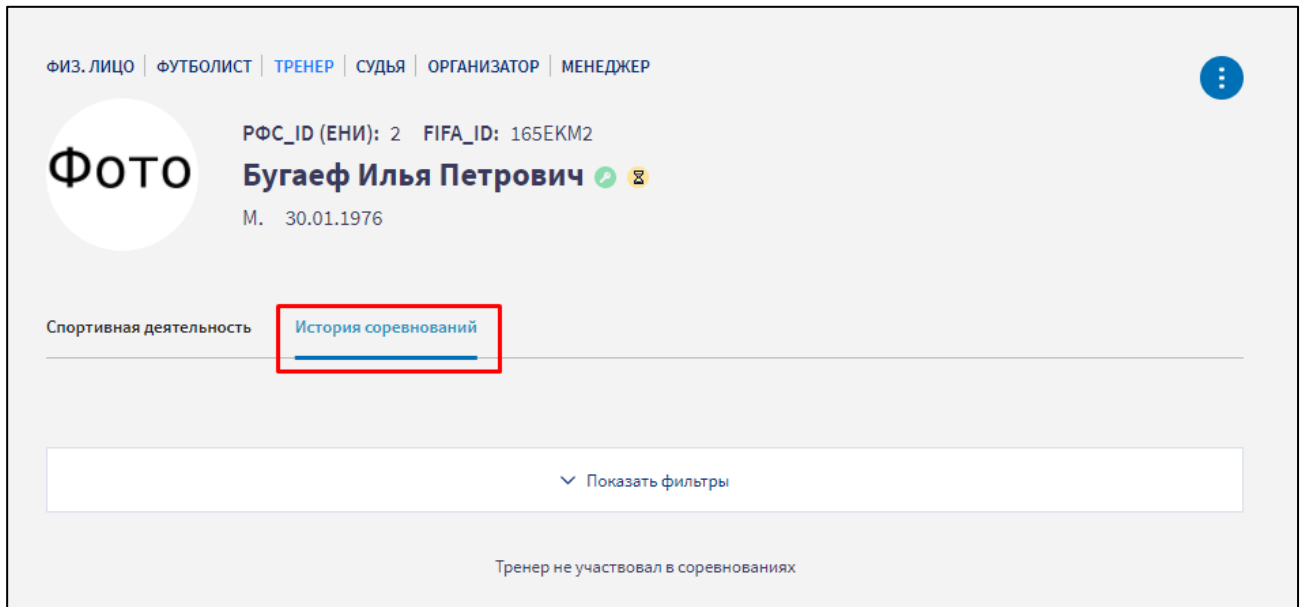 ФИЗ. ЛИЦО | ФУТБОЛИСТ | ТРЕНЕР | СУДЬЯ | ОРГАНИЗАТОР | МЕНЕДЖЕР
Фото
РФС_ID (ЕНИ): 2 FIFA_ID: 165EKM2
Бугаеф Илья Петрович
М. 30.01.1976
Спортивная деятельность История соревнований
Показать фильтры
Тренер не участвовал в соревнованиях